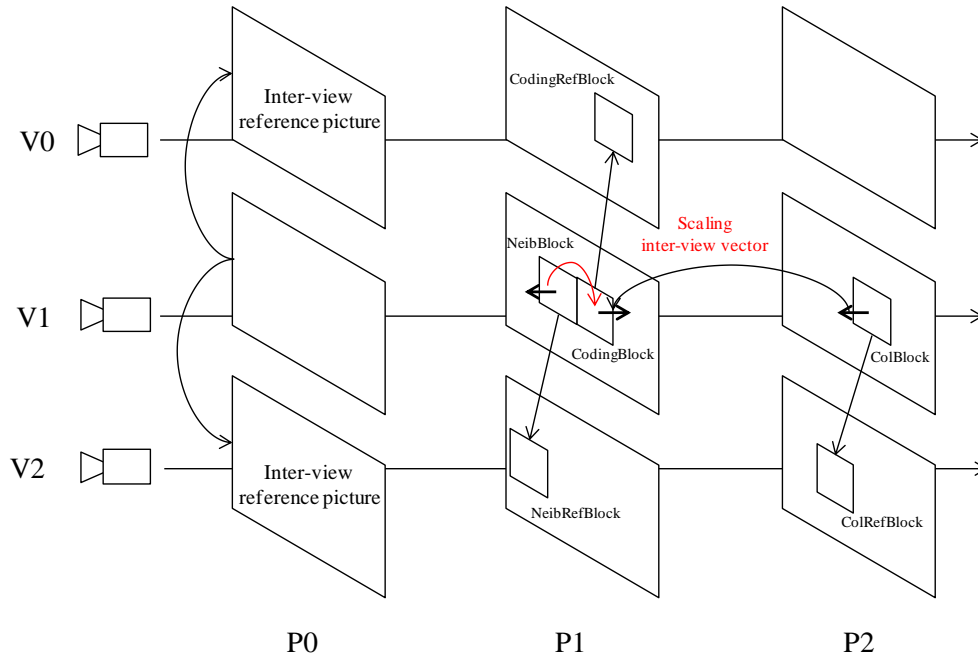 CodingRefBlock
Inter-view
reference picture
V0
Scaling
inter-view vector
NeibBlock
V1
CodingBlock
ColBlock
V2
Inter-view
reference picture
NeibRefBlock
ColRefBlock
P0
P1
P2